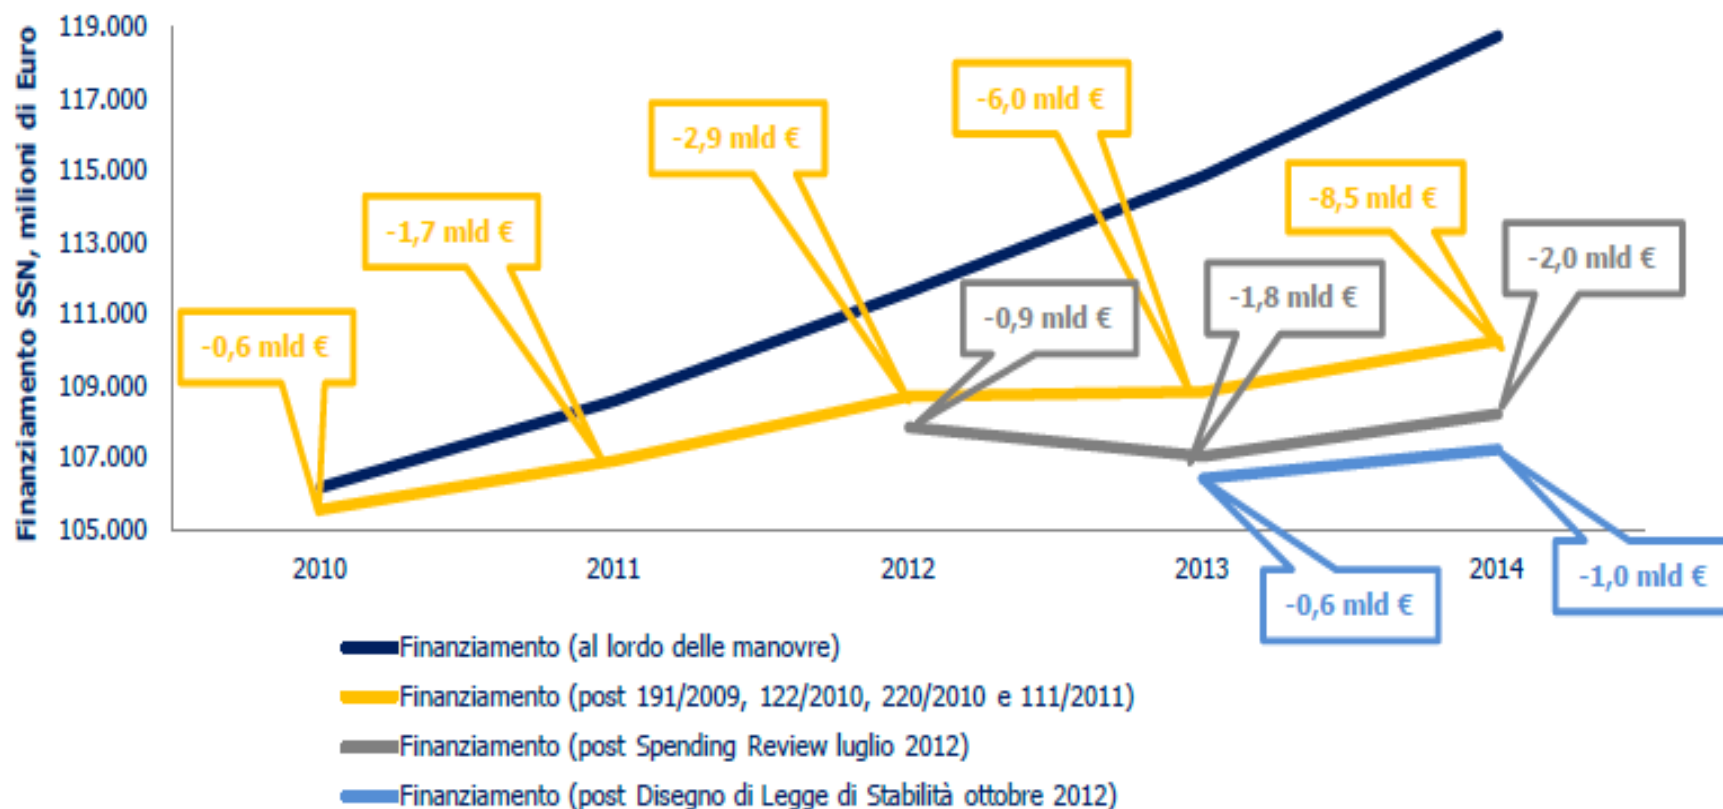 Finanziamento SSN, milioni di Euro
119.000
117.000
115.000
113.000
111.000
109.000
107.000
105.000
-0,6 mld €
-1,7 mld €
-2,9 mld €
-6,0 mld €
-8,5 mld €
-0,9 mld €
-1,8 mld €
-2,0 mld €
-0,6 mld €
-1,0 mld €
2010
2011
2012
2013
2014
Finanziamento (al lordo delle manovre)
Finanziamento (post 191/2009, 122/2010, 220/2010 e 111/2011)
Finanziamento (post Spending Review luglio 2012)
Finanziamento (post Disegno di Legge di Stabilità ottobre 2012)